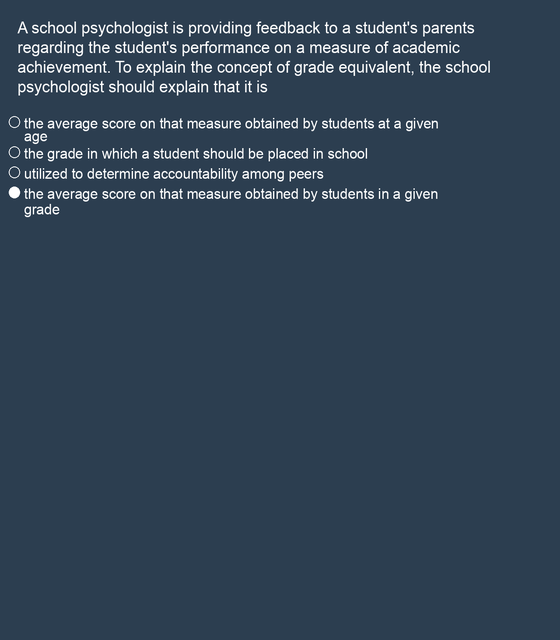 A school psychologist is providing feedback to a student's parents
regarding the student's performance on a measure of academic
achievement. To explain the concept of grade equivalent, the school
psychologist should explain that it is
the average score on that measure obtained by students at a given
age
the grade in which a student should be placed in school
utilized to determine accountability among peers
the average score on that measure obtained by students in a given
grade